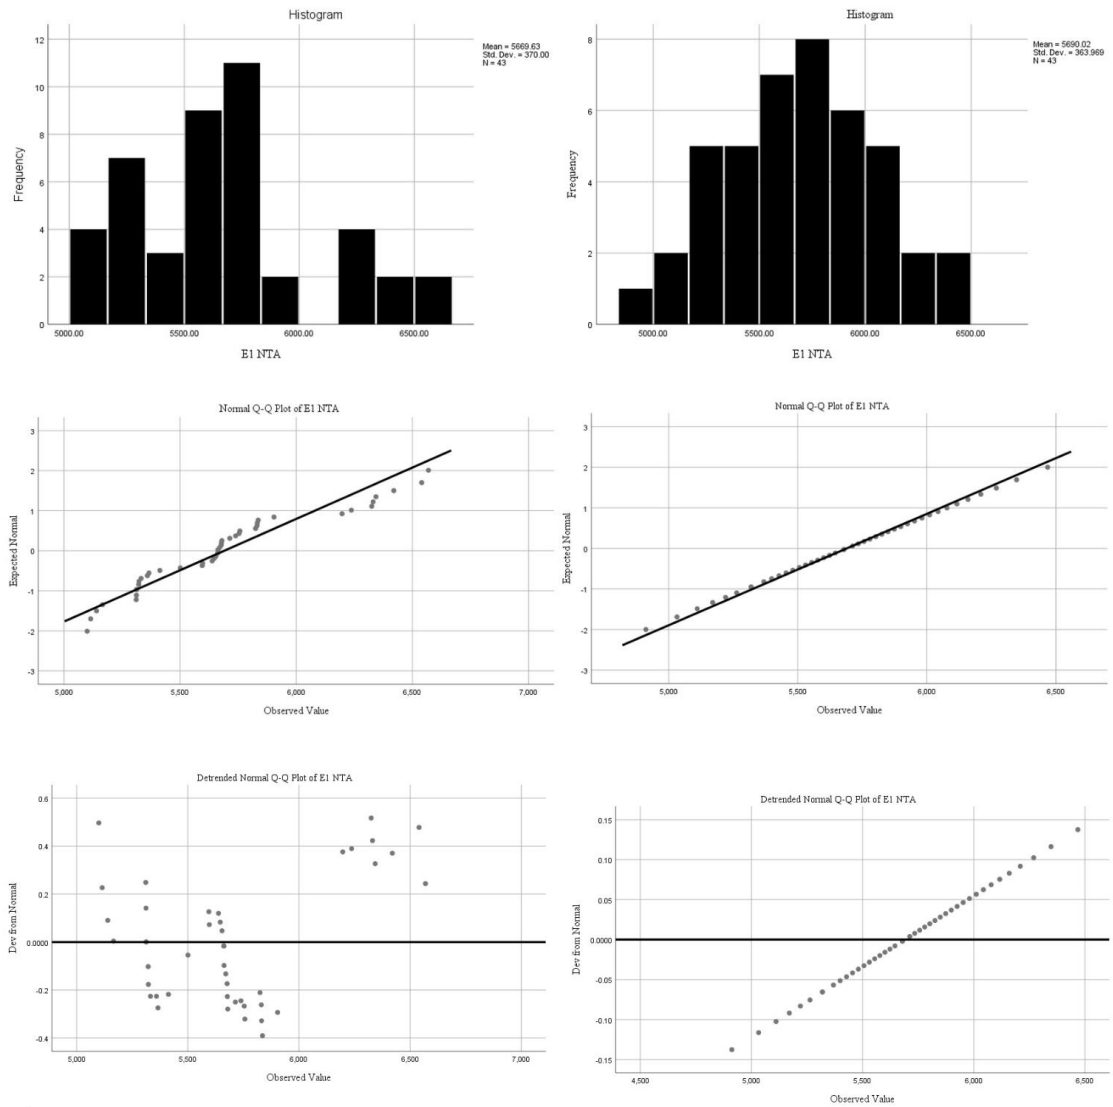 Histogram
12
10
8
6
4
2
0
Frequency
5000.00 5500.00 6000.00 6500.00
E1 NTA
Mean = 5669.63
Std. Dev. = 370.00
N = 43
Histogram
8
6
4
2
0
Frequency
5000.00 5500.00 6000.00 6500.00
E1 NTA
Mean = 5690.02
Std. Dev. = 363.969
N = 43
Normal Q-Q Plot of E1 NTA
3
2
1
0
-1
-2
-3
Expected Normal
5,000 5,500 6,000 6,500 7,000
Observed Value
Normal Q-Q Plot of E1 NTA
3
2
1
0
-1
-2
-3
Expected Normal
5,000 5,500 6,000 6,500
Observed Value
Detrended Normal Q-Q Plot of E1 NTA
0.6
0.4
0.2
0.0000
-0.2
-0.4
Dev from Normal
5,000 5,500 6,000 6,500 7,000
Observed Value
Detrended Normal Q-Q Plot of E1 NTA
0.15
0.10
0.05
0.0000
-0.05
-0.10
-0.15
Dev from Normal
4,500 5,000 5,500 6,000 6,500
Observed Value